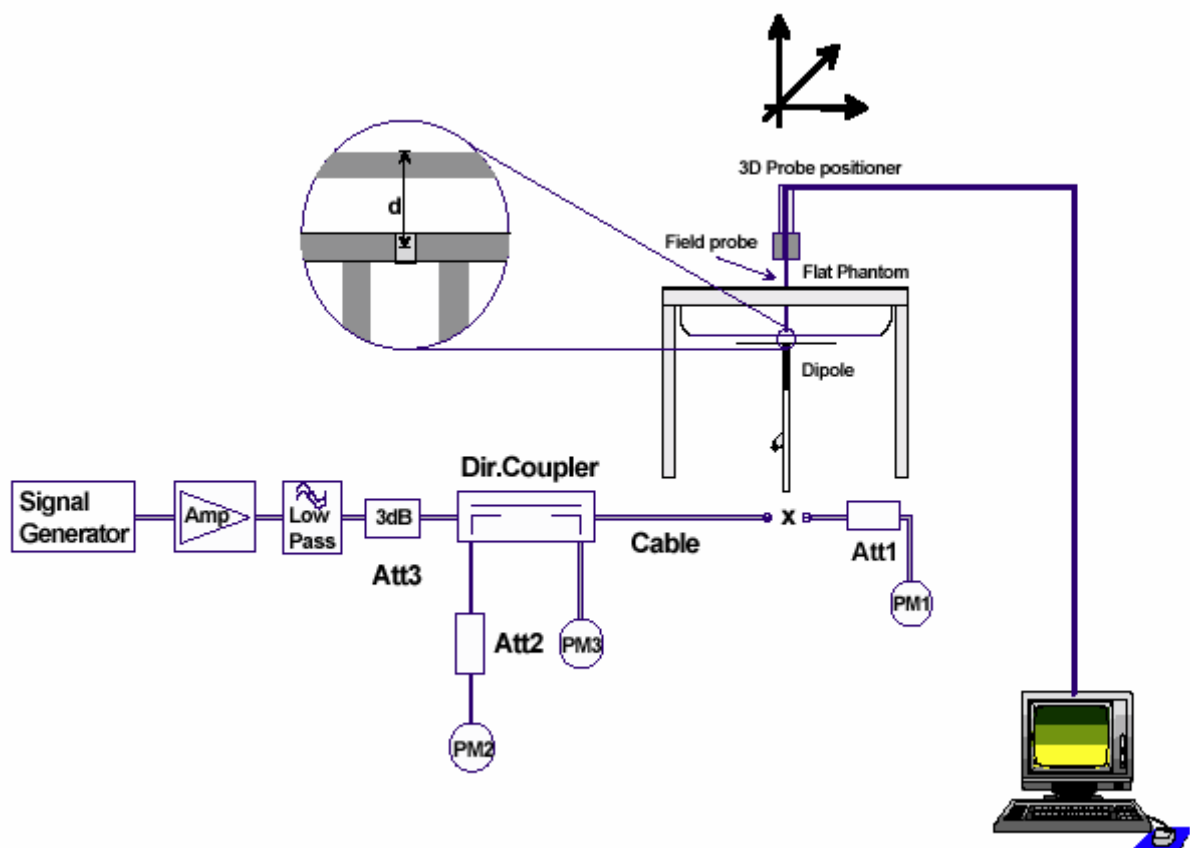 3D Probe positioner
d
Field probe
Flat Phantom
Dipole
Dir.Coupler
Signal
Generator
Amp
Low
Pass
3dB
Att3
Cable
x
Att1
PM1
Att2
PM3
PM2